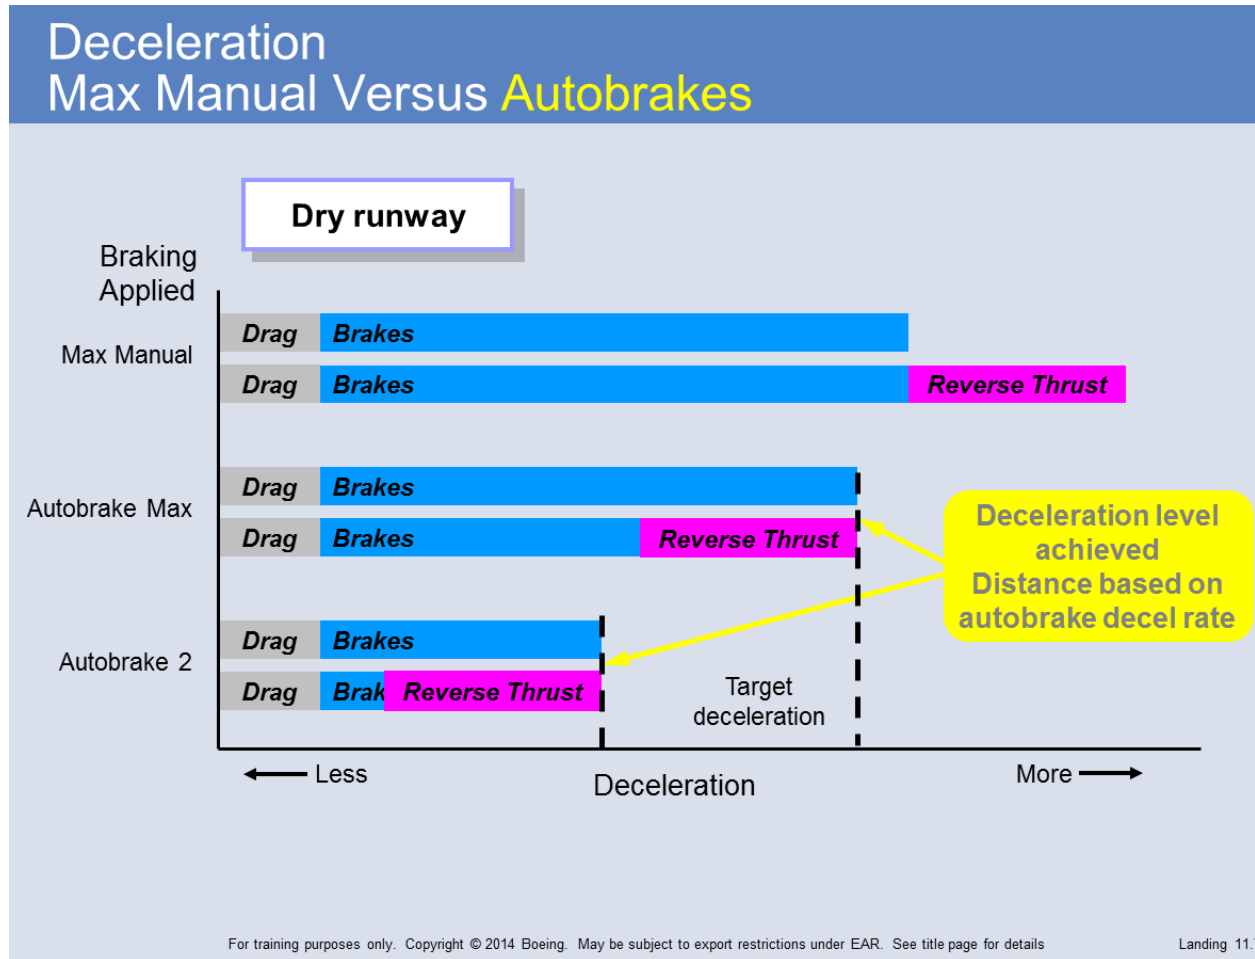 Deceleration
Max Manual Versus Autobrakes
Dry runway
Braking
Applied
Max Manual
Drag Brakes
Drag Brakes Reverse Thrust
Autobrake Max
Drag Brakes
Drag Brakes Reverse Thrust
Deceleration level
achieved
Distance based on
autobrake decel rate
Autobrake 2
Drag Brakes
Drag Brak Reverse Thrust
Target
deceleration
Less
Deceleration
More
For training purposes only. Copyright © 2014 Boeing. May be subject to export restrictions under EAR. See title page for details
Landing 11.